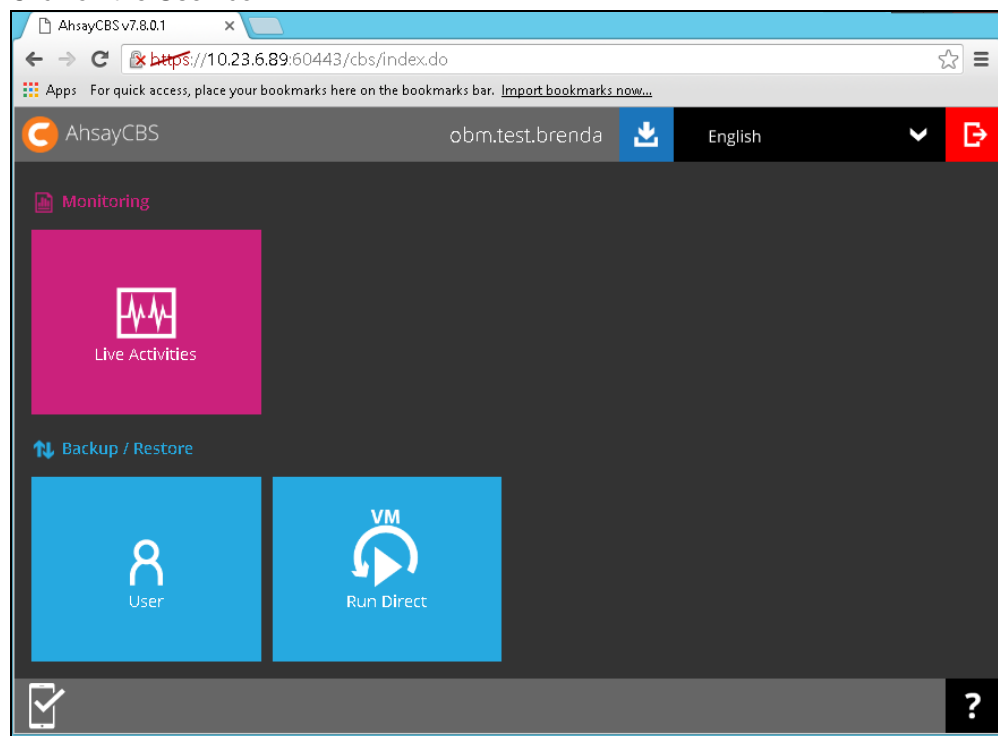 AhsayCBS v7.8.0.1
https://10.23.6.89:60443/cbs/index.do
Apps For quick access, place your bookmarks here on the bookmarks bar. Import bookmarks now...
AhsayCBS obm.test.brenda English
Monitoring
Live Activities
Backup / Restore
VM
User Run Direct
?